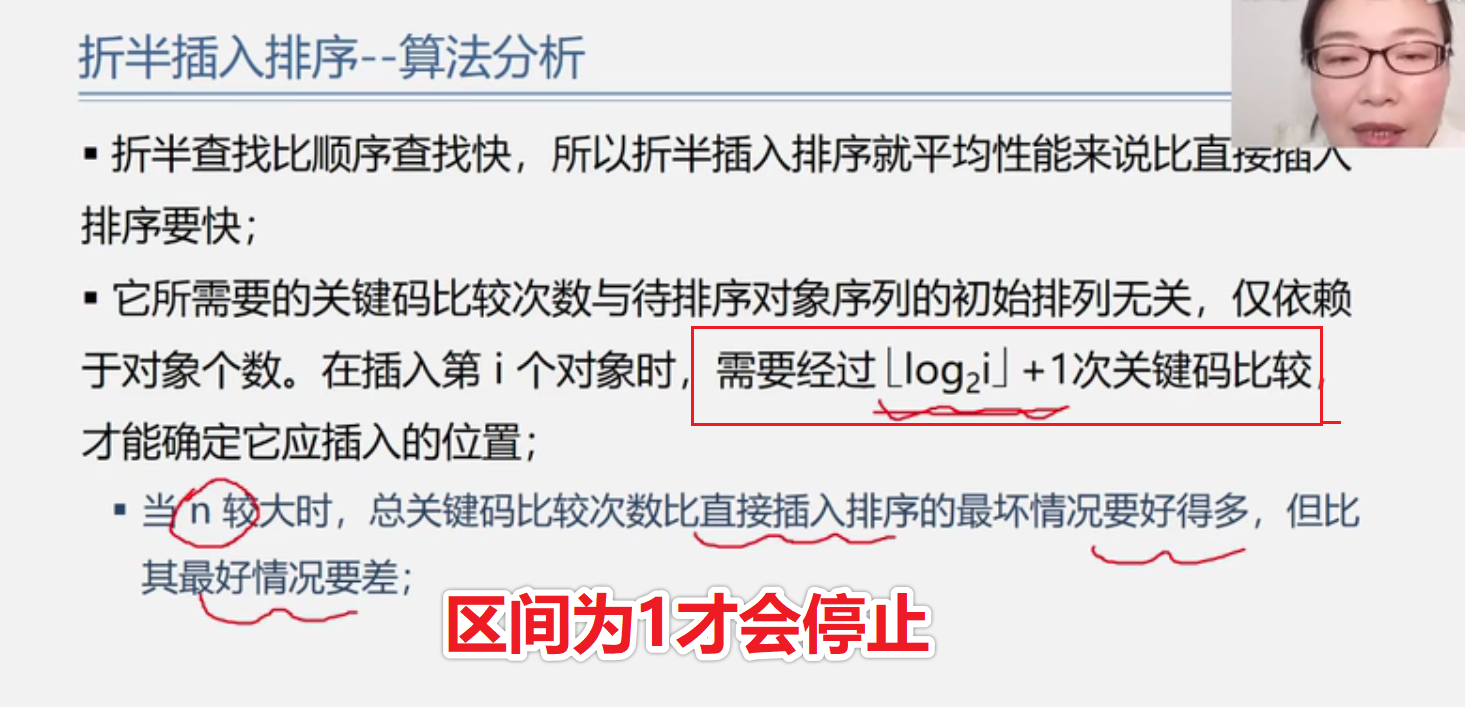 折半插入排序--算法分析
▪ 折半查找比顺序查找快，所以折半插入排序就平均性能来说比直接插入
排序要快；
▪ 它所需要的关键码比较次数与待排序对象序列的初始排列无关，仅依赖
于对象个数。在插入第 i 个对象时，需要经过⌊log₂i⌋ +1次关键码比较，
才能确定它应插入的位置；
▪ 当 n 较大时，总关键码比较次数比直接插入排序的最坏情况要好得多，但比
其最好情况要差；
区间为1才会停止